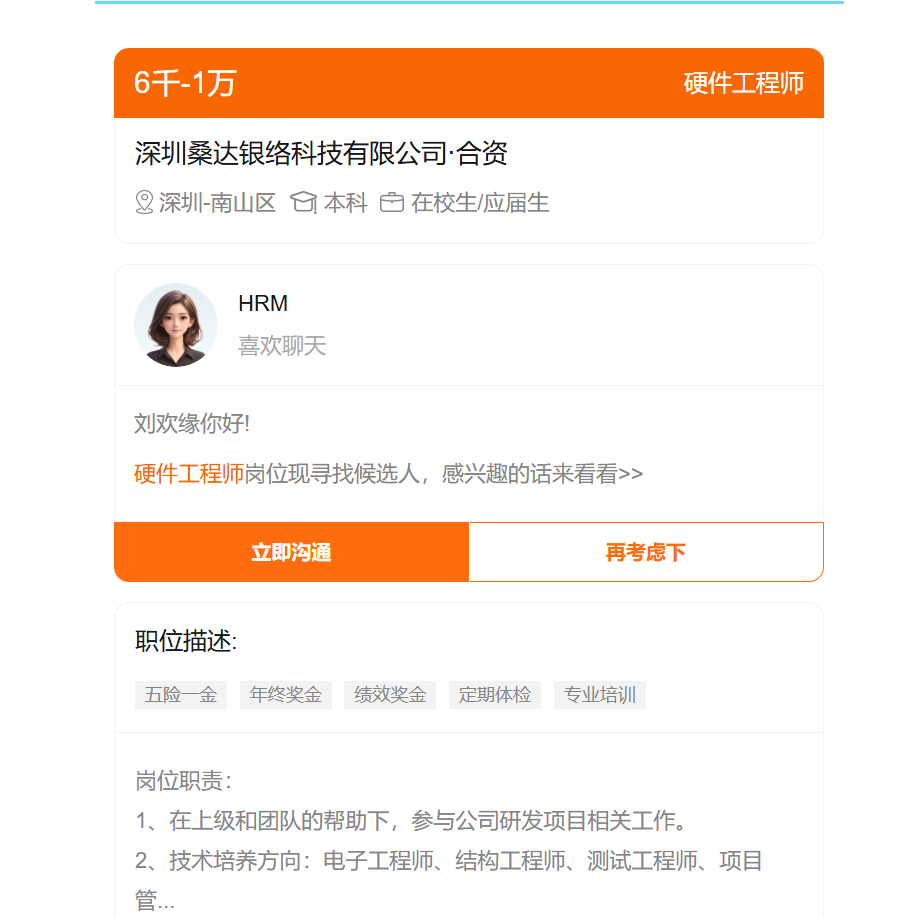 6千-1万 硬件工程师
深圳桑达银络科技有限公司·合资
深圳-南山区 本科 在校生/应届生
HRM
喜欢聊天
刘欢缘你好!
硬件工程师岗位现寻找候选人，感兴趣的话来看看>>
立即沟通 再考虑下
职位描述:
五险一金 年终奖金 绩效奖金 定期体检 专业培训
岗位职责：
1、在上级和团队的帮助下，参与公司研发项目相关工作。
2、技术培养方向：电子工程师、结构工程师、测试工程师、项目
管...